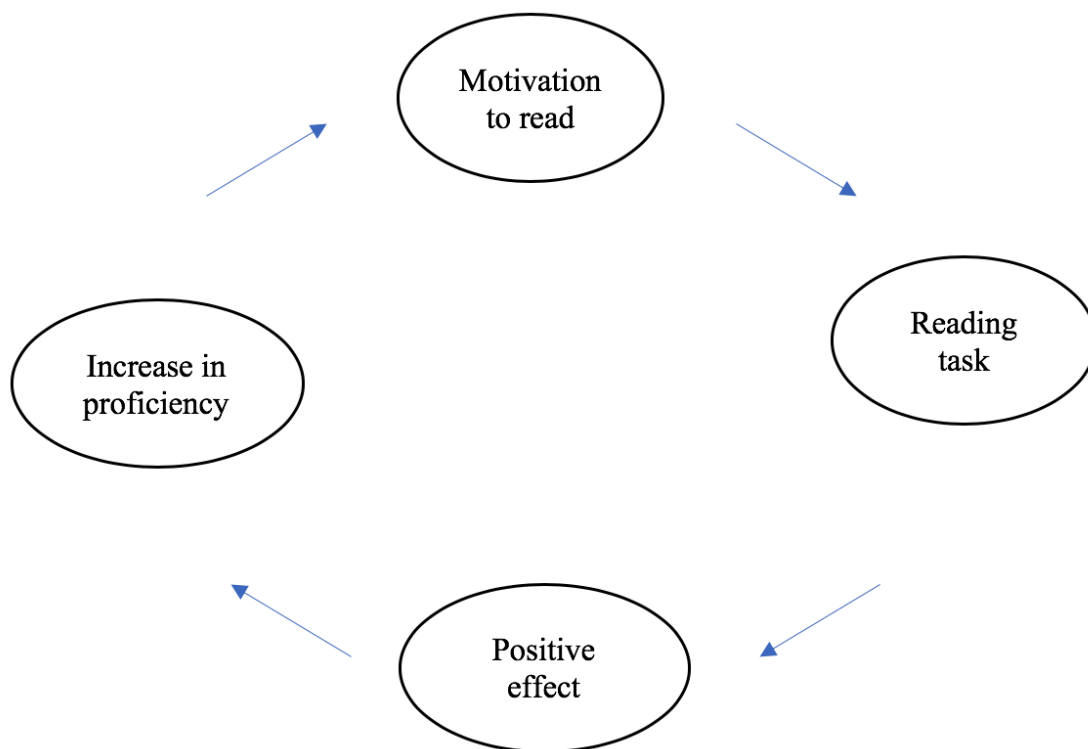 Motivation
to read
Reading
task
Positive
effect
Increase in
proficiency